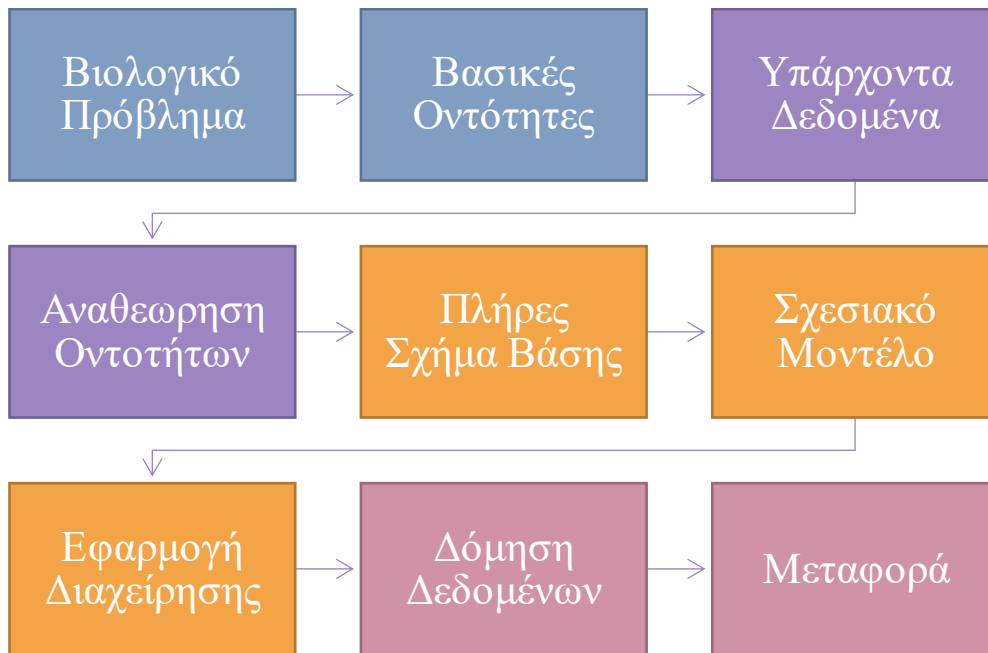 Βιολογικό
Πρόβλημα
Βασικές
Οντότητες
Υπάρχοντα
Δεδομένα
Αναθεωρηση
Οντοτήτων
Πλήρες
Σχήμα Βάσης
Σχεσιακό
Μοντέλο
Εφαρμογή
Διαχείρησης
Δόμηση
Δεδομένων
Μεταφορά